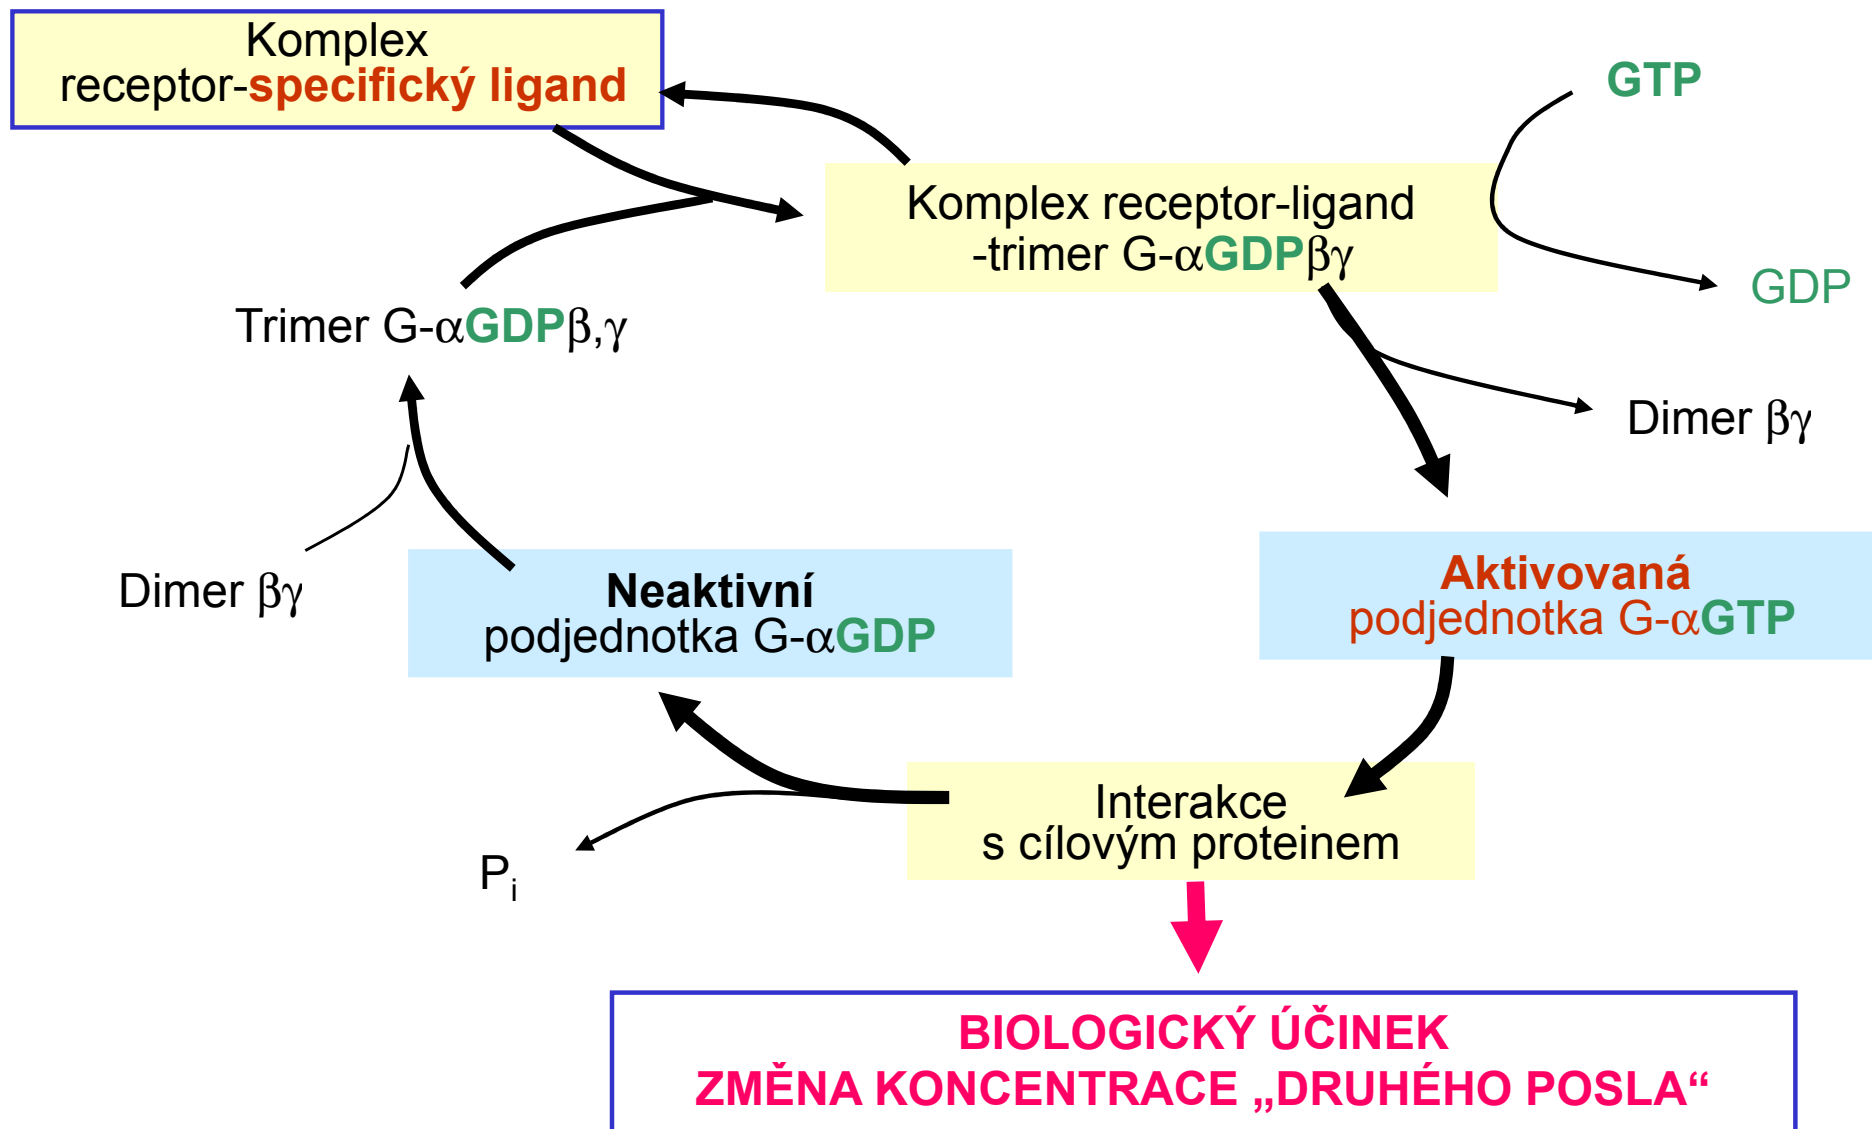 Komplex
receptor-specifický ligand
GTP
Komplex receptor-ligand
-trimer G-αGDPβγ
GDP
Trimer G-αGDPβ,γ
Dimer βγ
Dimer βγ
Neaktivní
podjednotka G-αGDP
Aktivovaná
podjednotka G-αGTP
Interakce
s cílovým proteinem
Pi
BIOLOGICKÝ ÚČINEK
ZMĚNA KONCENTRACE „DRUHÉHO POSLA“